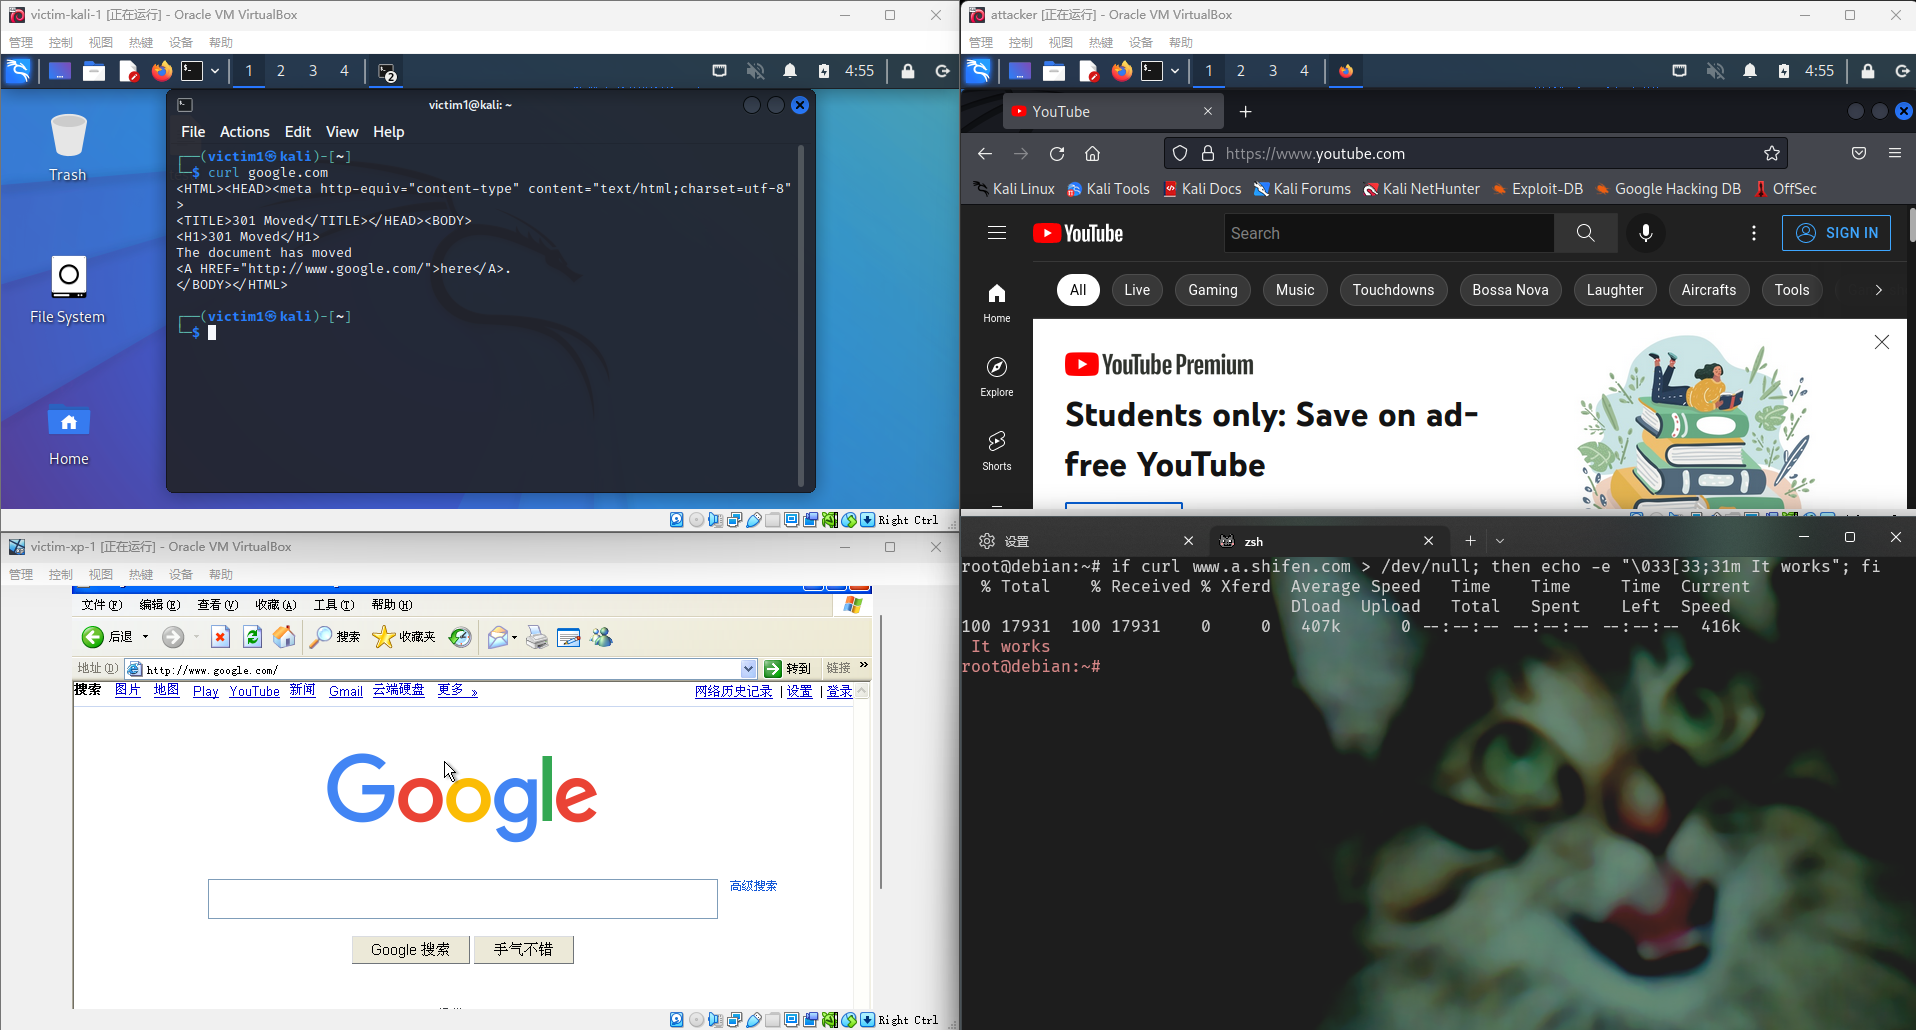 victim-kali-1 [正在运行] - Oracle VM VirtualBox
管理 控制 视图 热键 设备 帮助
1 2 3 4 2 4:55
Trash
File System
Home
victim1@kali: ~
File Actions Edit View Help
┌──(victim1㉿kali)-[~]
└─$ curl google.com
<HTML><HEAD><meta http-equiv="content-type" content="text/html;charset=utf-8"
>
<TITLE>301 Moved</TITLE></HEAD><BODY>
<H1>301 Moved</H1>
The document has moved
<A HREF="http://www.google.com/">here</A>.
</BODY></HTML>
┌──(victim1㉿kali)-[~]
└─$
Right Ctrl
attacker [正在运行] - Oracle VM VirtualBox
管理 控制 视图 热键 设备 帮助
1 2 3 4 4:55
YouTube
https://www.youtube.com
Kali Linux Kali Tools Kali Docs Kali Forums Kali NetHunter Exploit-DB Google Hacking DB OffSec
YouTube
Search
SIGN IN
All Live Gaming Music Touchdowns Bossa Nova Laughter Aircrafts Tools
Home
Explore
Shorts
YouTube Premium
Students only: Save on ad-
free YouTube
victim-xp-1 [正在运行] - Oracle VM VirtualBox
管理 控制 视图 热键 设备 帮助
文件(F) 编辑(E) 查看(V) 收藏(A) 工具(T) 帮助(H)
后退 搜索 收藏夹
地址(D) http://www.google.com/ 转到 链接 »
搜索 图片 地图 Play YouTube 新闻 Gmail 云端硬盘 更多 »
网络历史记录 | 设置 | 登录
Google
高级搜索
Google 搜索 手气不错
Right Ctrl
设置 zsh
root@debian:~# if curl www.a.shifen.com > /dev/null; then echo -e "\033[33;31m It works"; fi
% Total % Received % Xferd Average Speed Time Time Time Current
Dload Upload Total Spent Left Speed
100 17931 100 17931 0 0 407k 0 --:--:-- --:--:-- --:--:-- 416k
It works
root@debian:~#